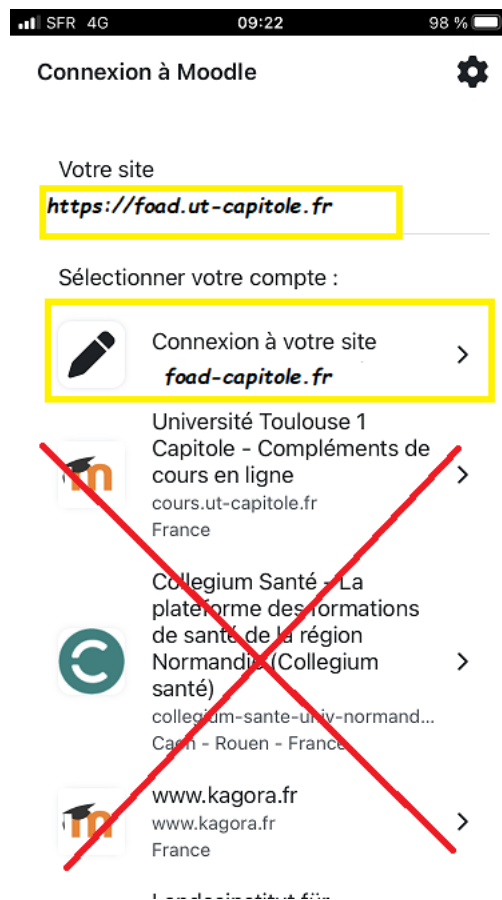 SFR 4G 09:22 98 %
Connexion à Moodle
Votre site
https://foad.ut-capitole.fr
Sélectionner votre compte :
Connexion à votre site
foad-capitole.fr
Université Toulouse 1
Capitole - Compléments de
cours en ligne
cours.ut-capitole.fr
France
Collegium Santé - La
plateforme des formations
de santé de la région
Normandie (Collegium
santé)
collegium-sante-univ-normand...
Caen - Rouen - France
www.kagora.fr
www.kagora.fr
France